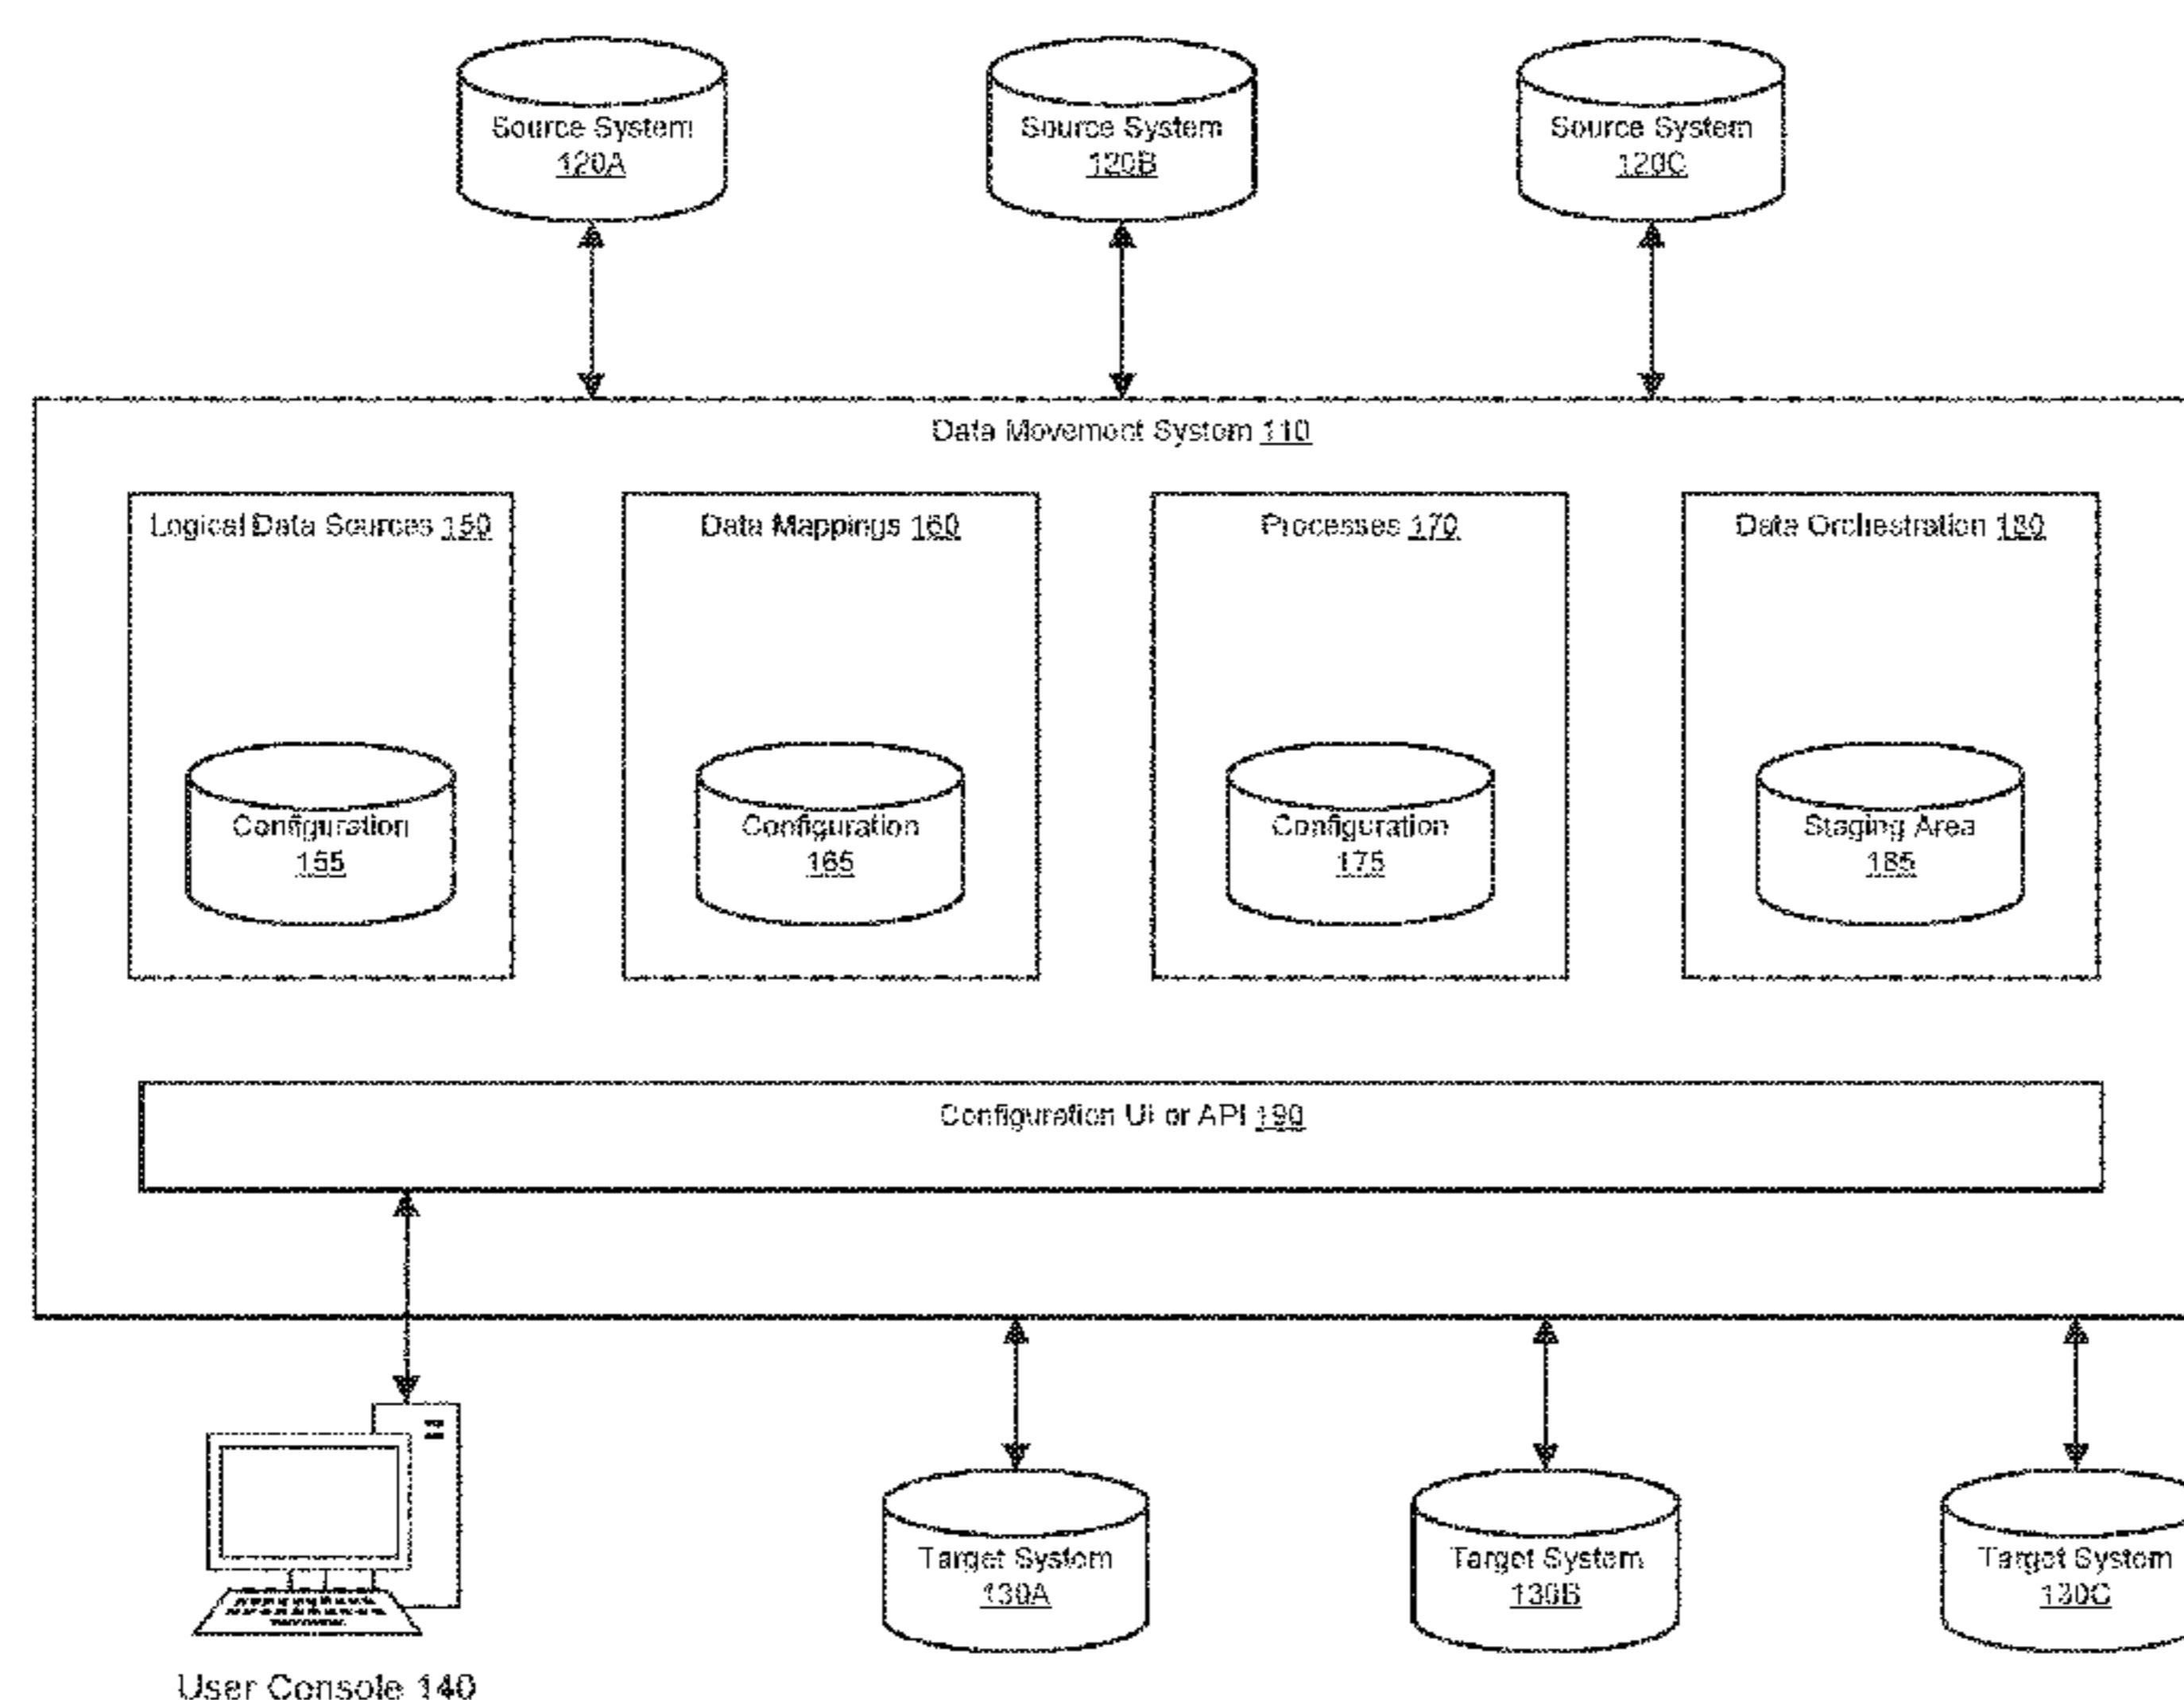 Source System
120A
Source System
120B
Source System
120C
Data Movement System 110
Logical Data Sources 150
Data Mappings 160
Processes 170
Data Orchestration 180
Configuration
155
Configuration
165
Configuration
175
Staging Area
185
Configuration UI or API 190
Target System
130A
Target System
130B
Target System
130C
User Console 140